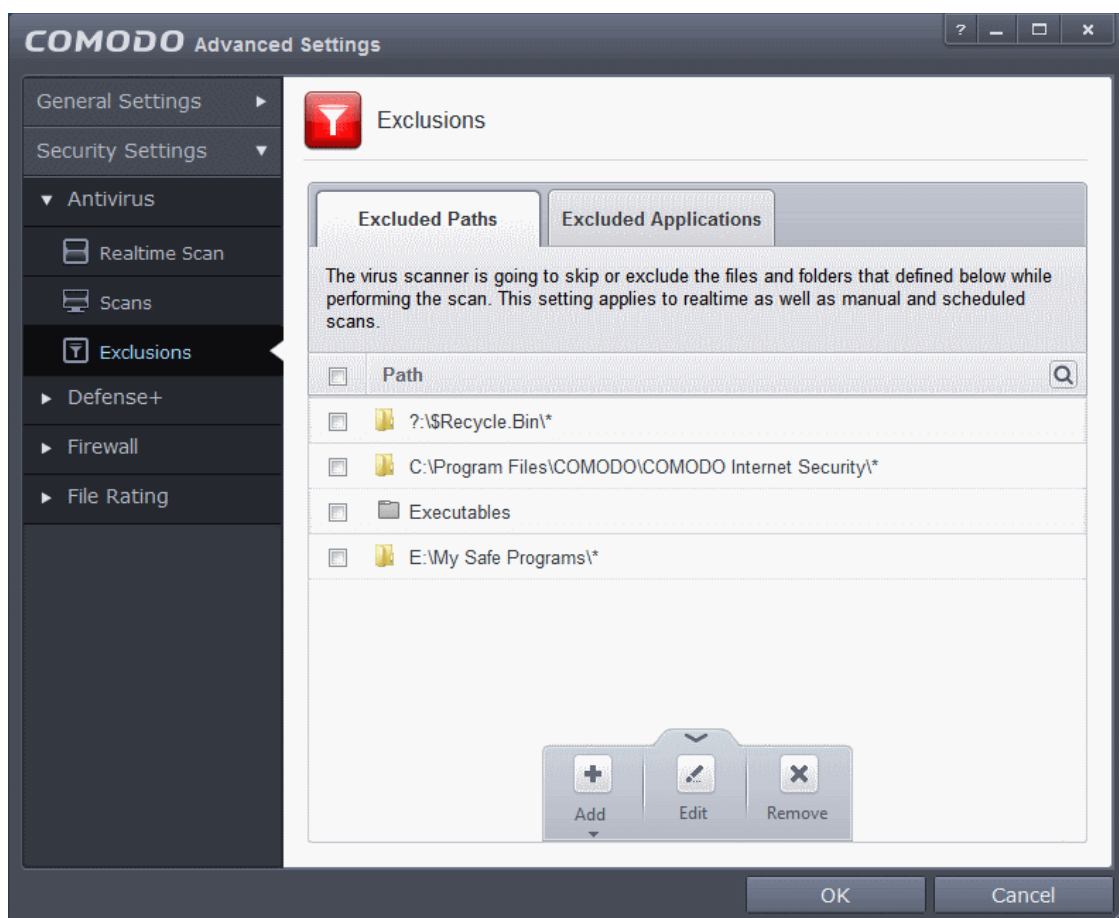 COMODO Advanced Settings
?
General Settings
Security Settings
Antivirus
Realtime Scan
Scans
Exclusions
Defense+
Firewall
File Rating
Exclusions
Excluded Paths
Excluded Applications
The virus scanner is going to skip or exclude the files and folders that defined below while
performing the scan. This setting applies to realtime as well as manual and scheduled
scans.
Path
?:\$Recycle.Bin\*
C:\Program Files\COMODO\COMODO Internet Security\*
Executables
E:\My Safe Programs\*
Add
Edit
Remove
OK
Cancel